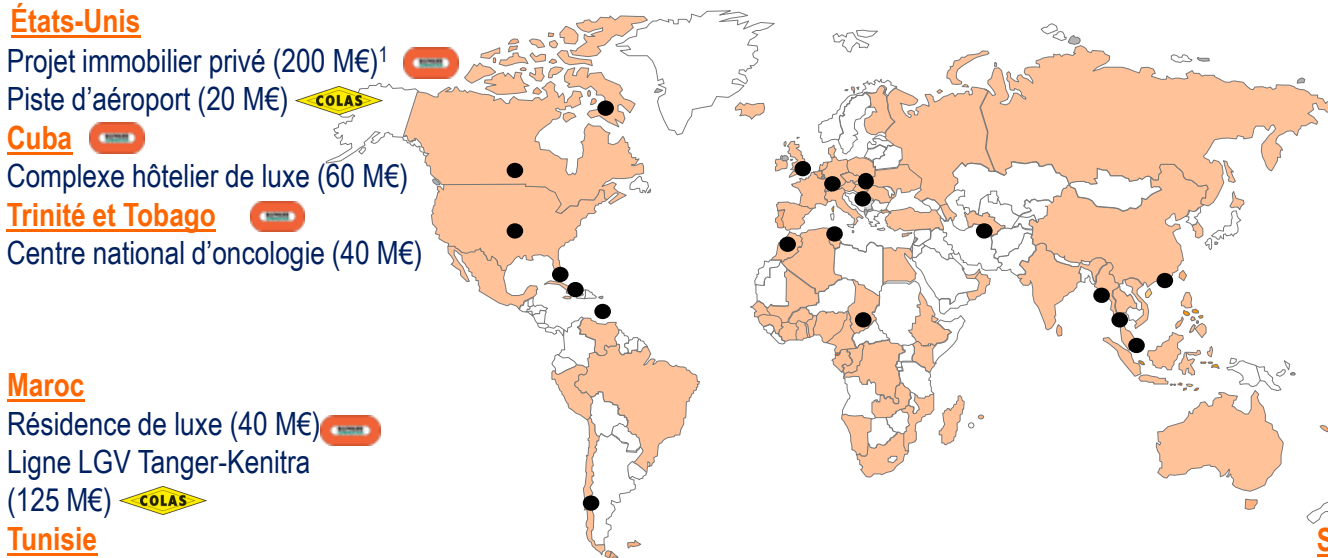 États-Unis
Projet immobilier privé (200 M€)1
Piste d’aéroport (20 M€) COLAS
Cuba
Complexe hôtelier de luxe (60 M€)
Trinité et Tobago
Centre national d’oncologie (40 M€)
Maroc
Résidence de luxe (40 M€)
Ligne LGV Tanger-Kenitra
(125 M€) COLAS
Tunisie
S